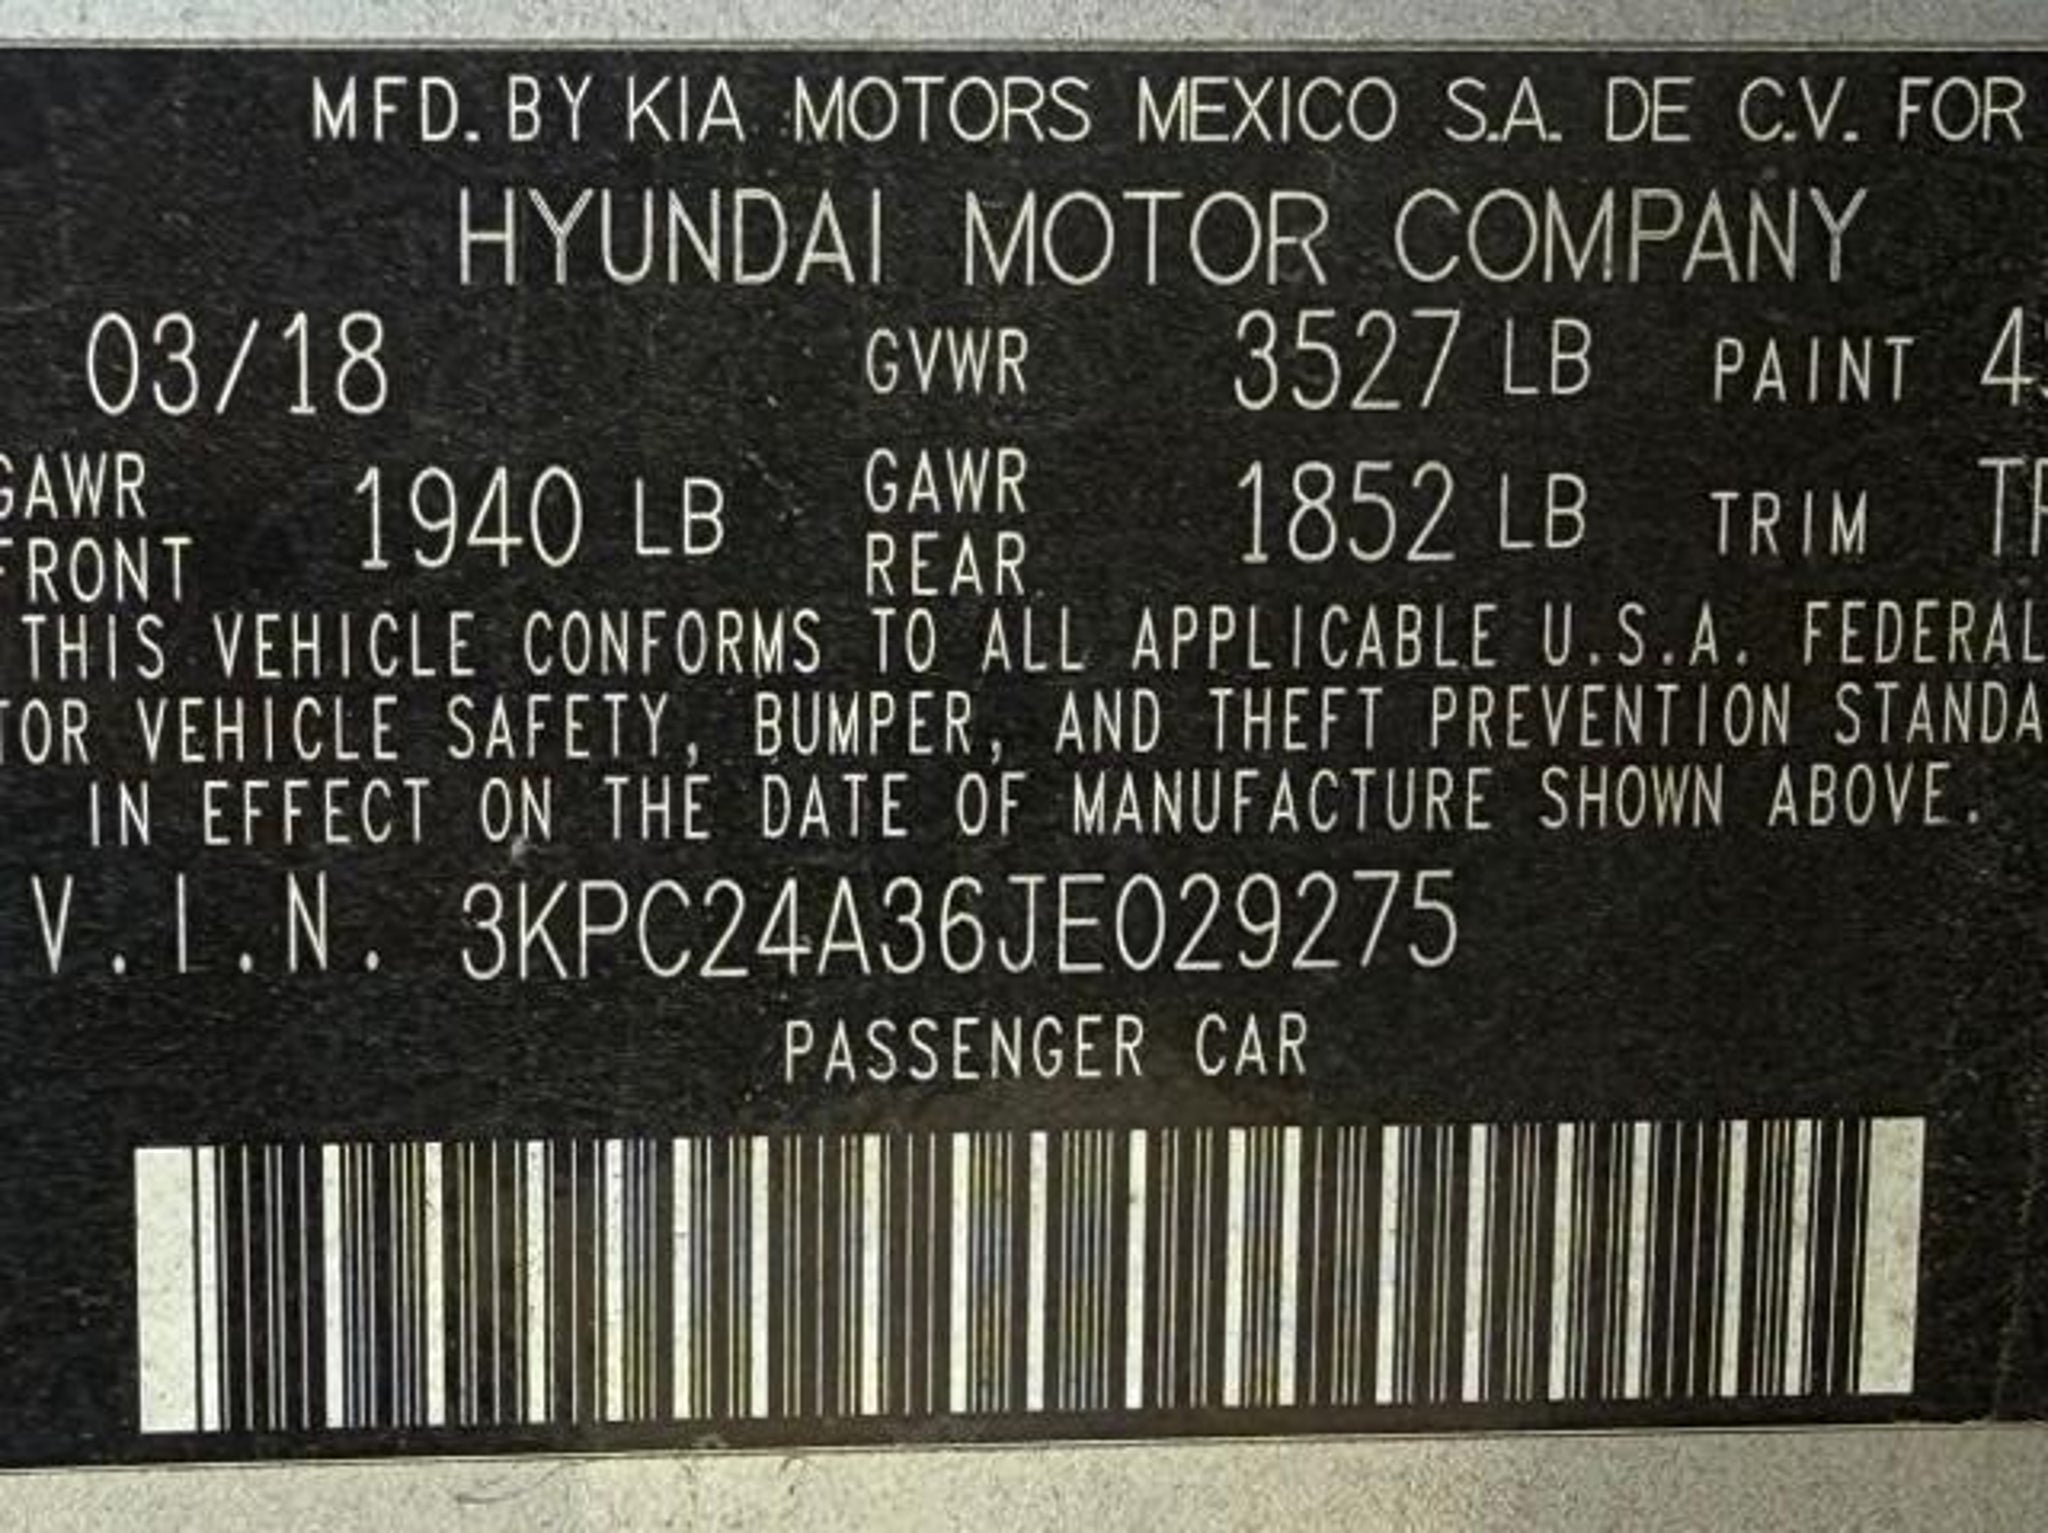 MFD. BY KIA MOTORS MEXICO S.A. DE C.V. FOR
HYUNDAI MOTOR COMPANY
03/18 GVWR 3527 LB PAINT
GAWR FRONT 1940 LB GAWR REAR 1852 LB TRIM
THIS VEHICLE CONFORMS TO ALL APPLICABLE U.S.A. FEDERAL
VEHICLE SAFETY, BUMPER, AND THEFT PREVENTION
IN EFFECT ON THE DATE OF MANUFACTURE SHOWN ABOVE.
V.I.N. 3KPC24A36JE029275
PASSENGER CAR